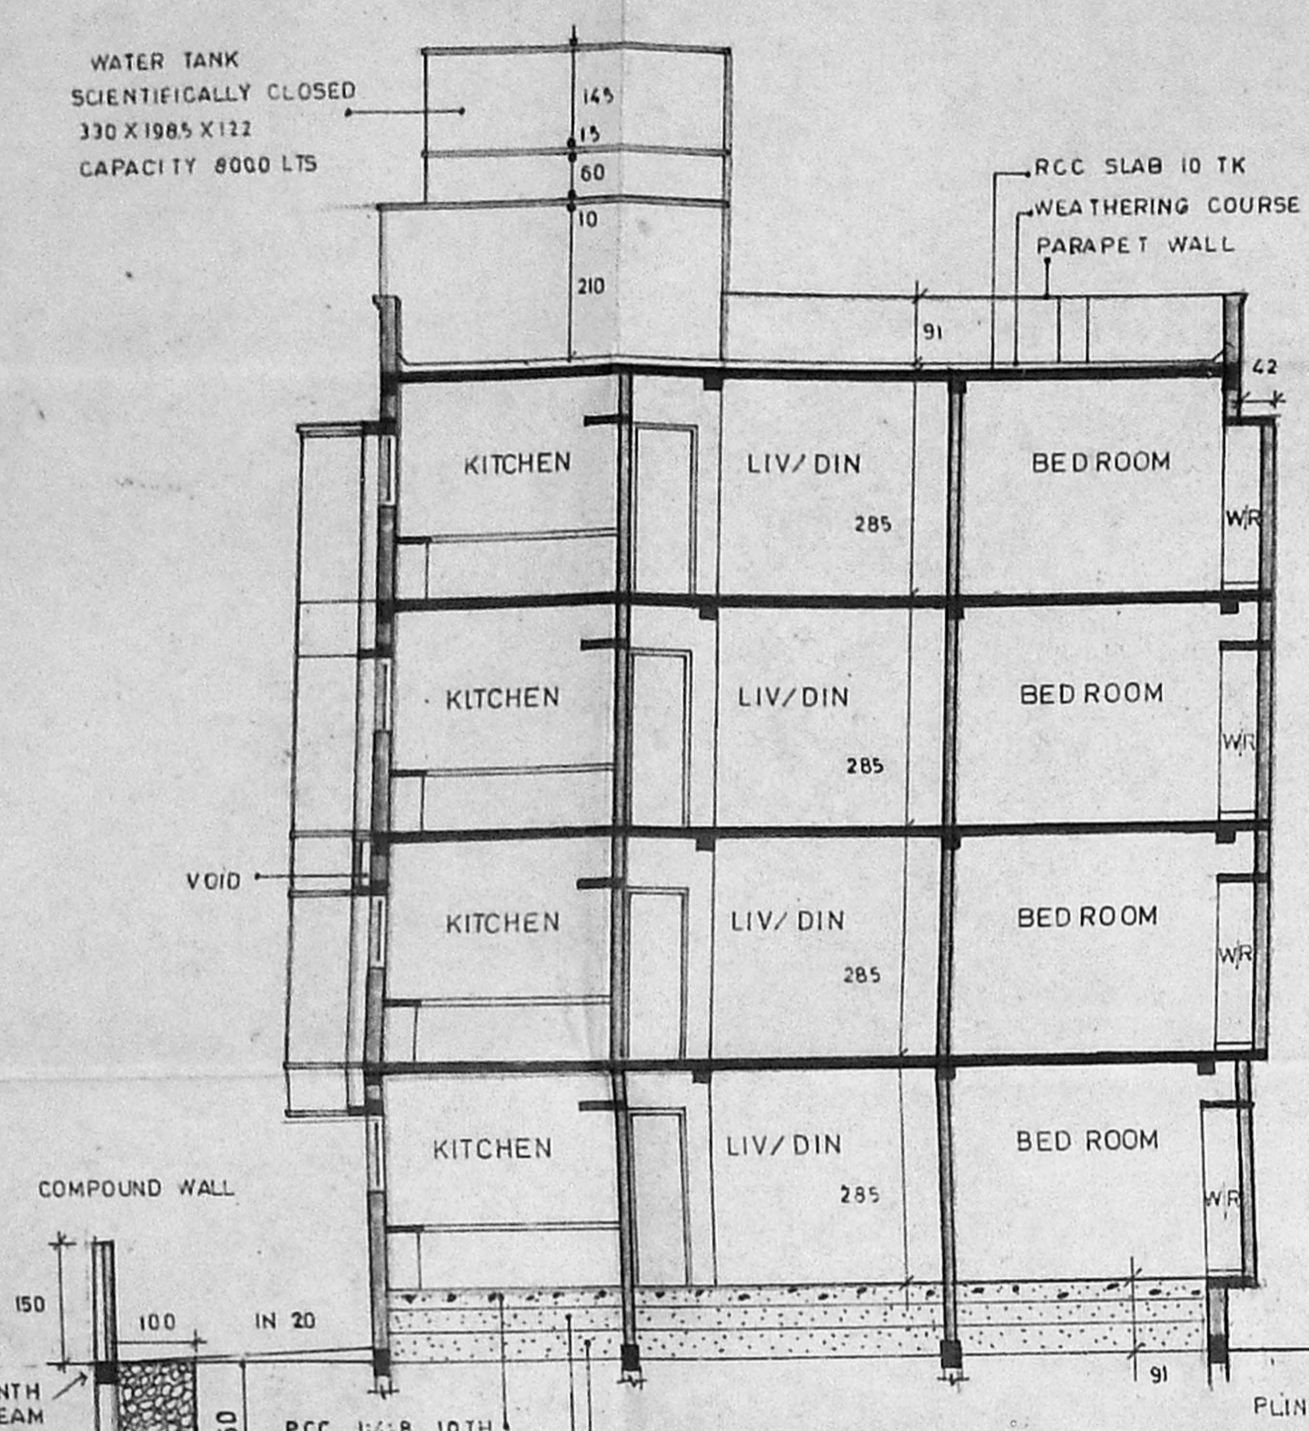 WATER TANK
SCIENTIFICALLY CLOSED
330 X 198.5 X 122
CAPACITY 8000 LTS
145
15
60
10
210
RCC SLAB 10 TK
WEATHERING COURSE
PARAPET WALL
91
42
KITCHEN LIV/DIN BED ROOM
285
W/R
KITCHEN LIV/DIN BED ROOM
285
W/R
VOID
KITCHEN LIV/DIN BED ROOM
285
W/R
KITCHEN LIV/DIN BED ROOM
285
W/R
COMPOUND WALL
150
100
IN 20
91
NTH
EAM
PLIN